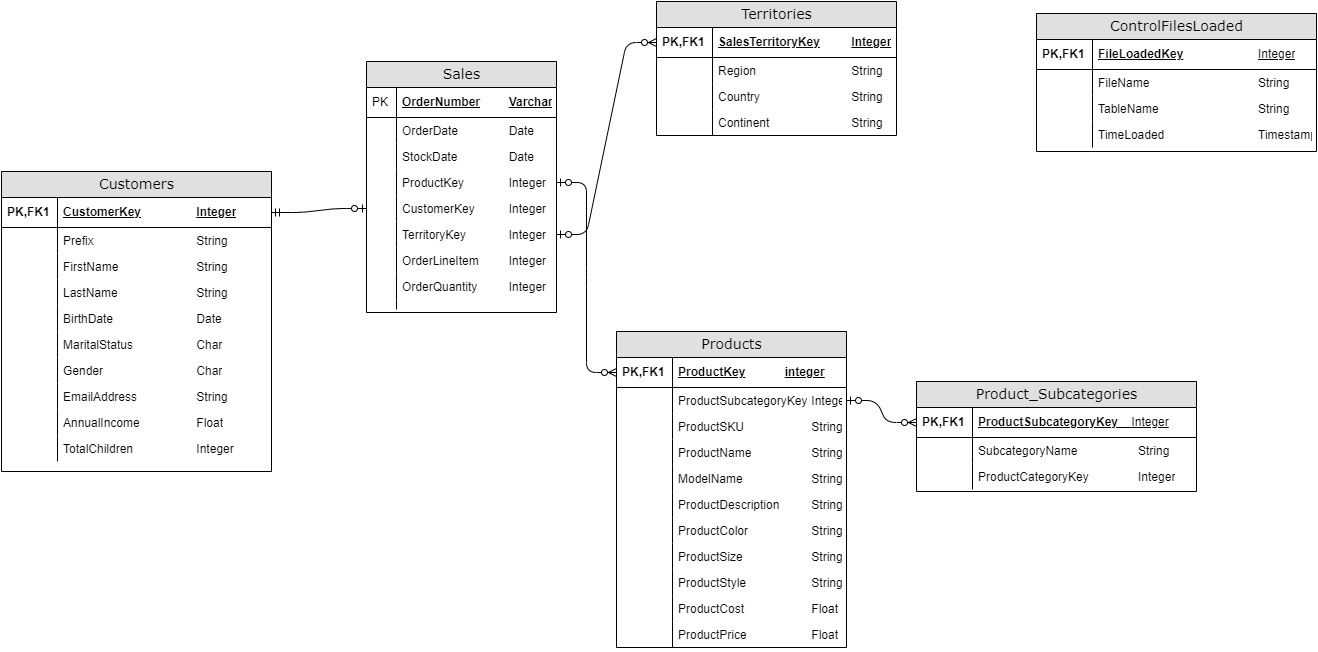 Territories
PK,FK1 SalesTerritoryKey Integer
Region String
Country String
Continent String
ControlFilesLoaded
PK,FK1 FileLoadedKey Integer
FileName String
TableName String
TimeLoaded Timestamp
Sales
PK OrderNumber Varchar
OrderDate Date
StockDate Date
ProductKey Integer
CustomerKey Integer
TerritoryKey Integer
OrderLineItem Integer
OrderQuantity Integer
Customers
PK,FK1 CustomerKey Integer
Prefix String
FirstName String
LastName String
BirthDate Date
MaritalStatus Char
Gender Char
EmailAddress String
AnnualIncome Float
TotalChildren Integer
Products
PK,FK1 ProductKey integer
ProductSubcategoryKey Intege
ProductSKU String
ProductName String
ModelName String
ProductDescription String
ProductColor String
ProductSize String
ProductStyle String
ProductCost Float
ProductPrice Float
Product_Subcategories
PK,FK1 ProductSubcategoryKey Integer
SubcategoryName String
ProductCategoryKey Integer